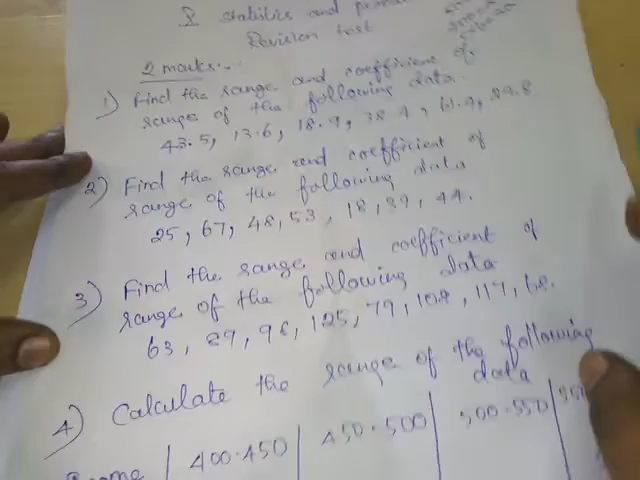 X statistics and
Revision test
2 marks...
1) Find the range and coefficient of
range of the following data.
43.5, 13.6, 18.9, 38.4, 61.4, 29.8
2) Find the range and coefficient of
range of the following data
25, 67, 48, 53, 18, 39, 44.
3) Find the range and coefficient of
range of the following data
63, 89, 98, 125, 79, 108, 117, 68.
4) Calculate the range of the following
data
400-450 450-500 500-550